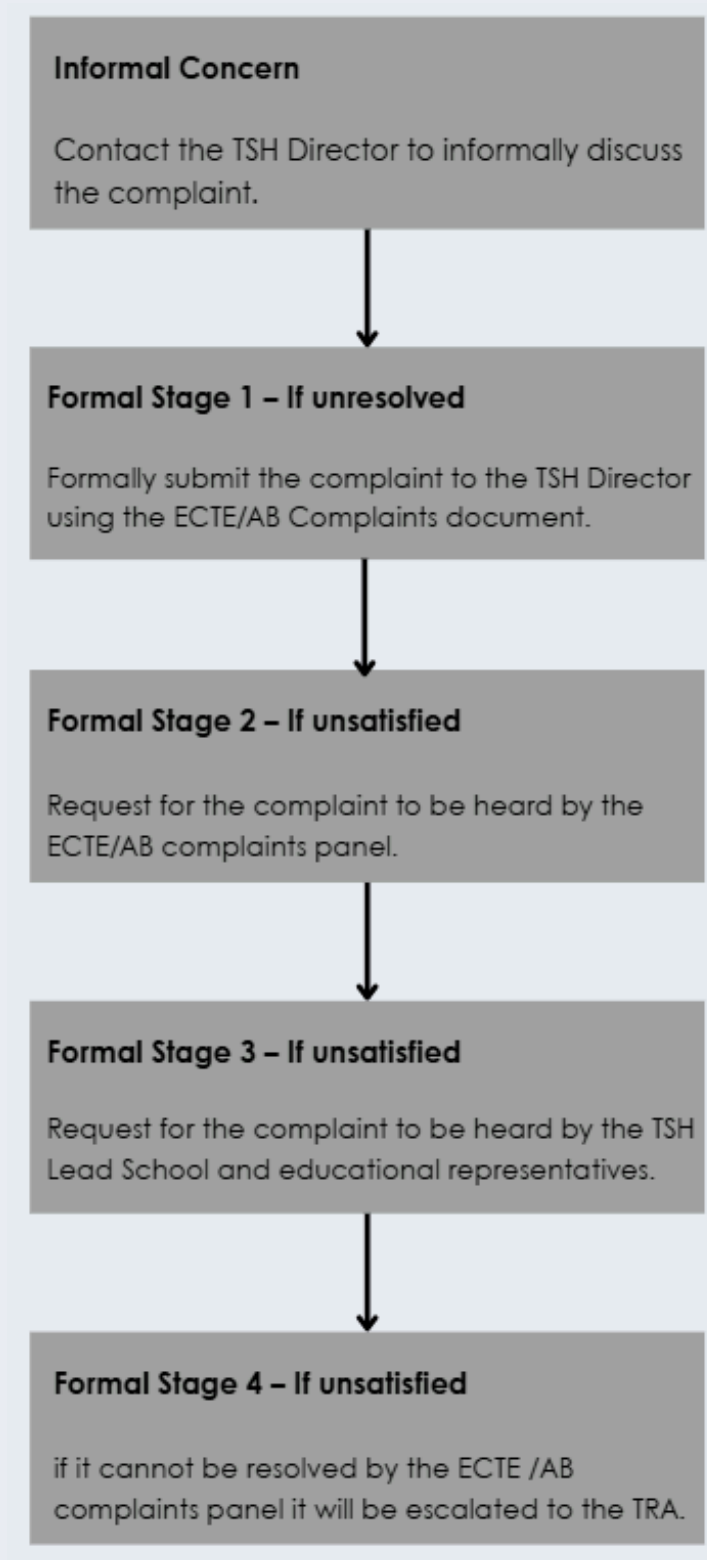 Informal Concern
Contact the TSH Director to informally discuss
the complaint.
Formal Stage 1 – If unresolved
Formally submit the complaint to the TSH Director
using the ECTE/AB Complaints document.
Formal Stage 2 – If unsatisfied
Request for the complaint to be heard by the
ECTE/AB complaints panel.
Formal Stage 3 – If unsatisfied
Request for the complaint to be heard by the TSH
Lead School and educational representatives.
Formal Stage 4 – If unsatisfied
if it cannot be resolved by the ECTE /AB
complaints panel it will be escalated to the TRA.